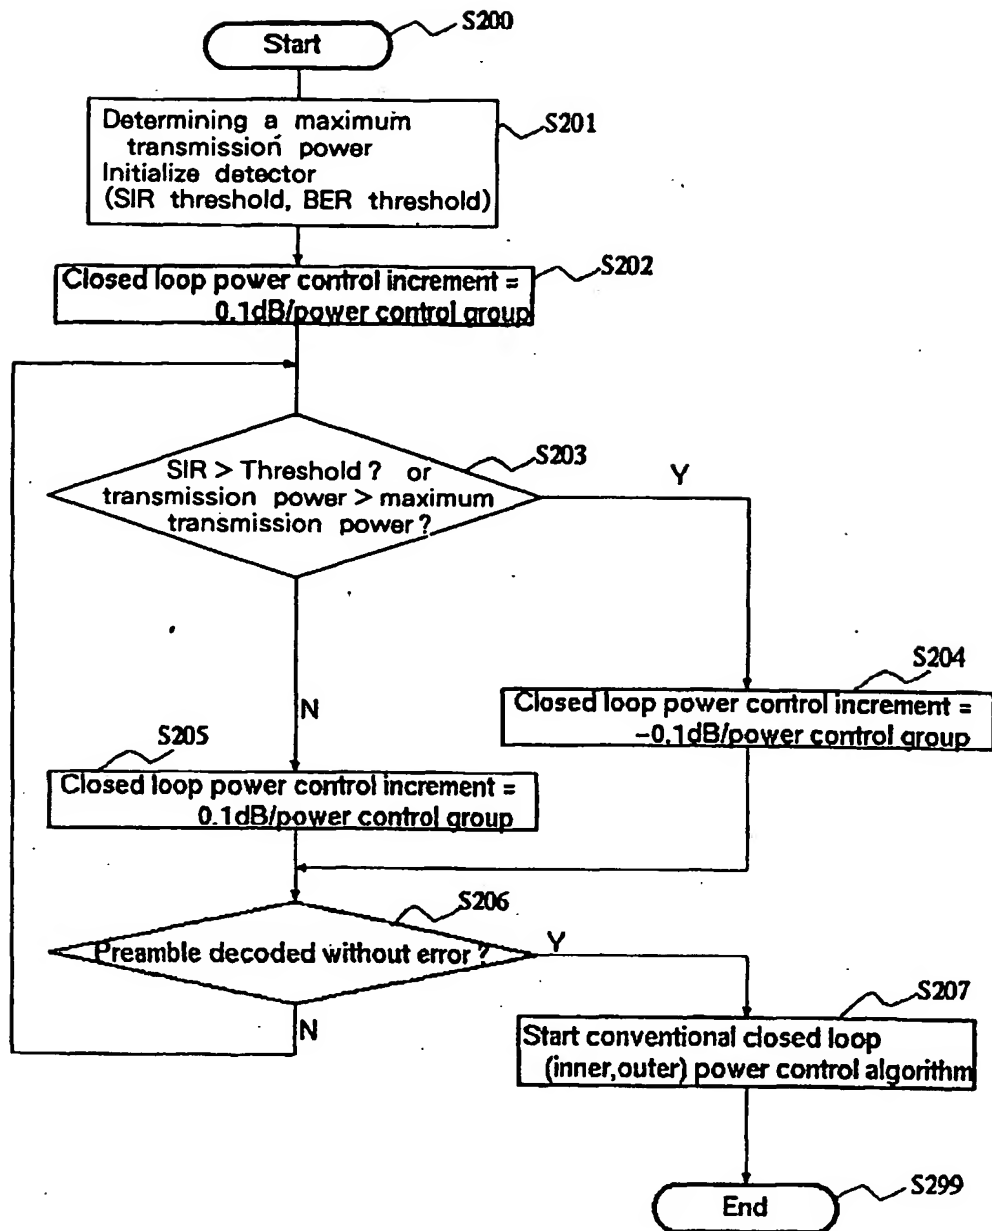 Start
S200
Determining a maximum
transmission power
Initialize detector
(SIR threshold, BER threshold)
S201
Closed loop power control increment =
0.1dB/power control group
S202
SIR > Threshold ? or
transmission power > maximum
transmission power ?
S203
Y
N
S204
Closed loop power control increment =
-0.1dB/power control group
S205
Closed loop power control increment =
0.1dB/power control group
S206
Preamble decoded without error ?
Y
N
S207
Start conventional closed loop
(inner,outer) power control algorithm
End
S299